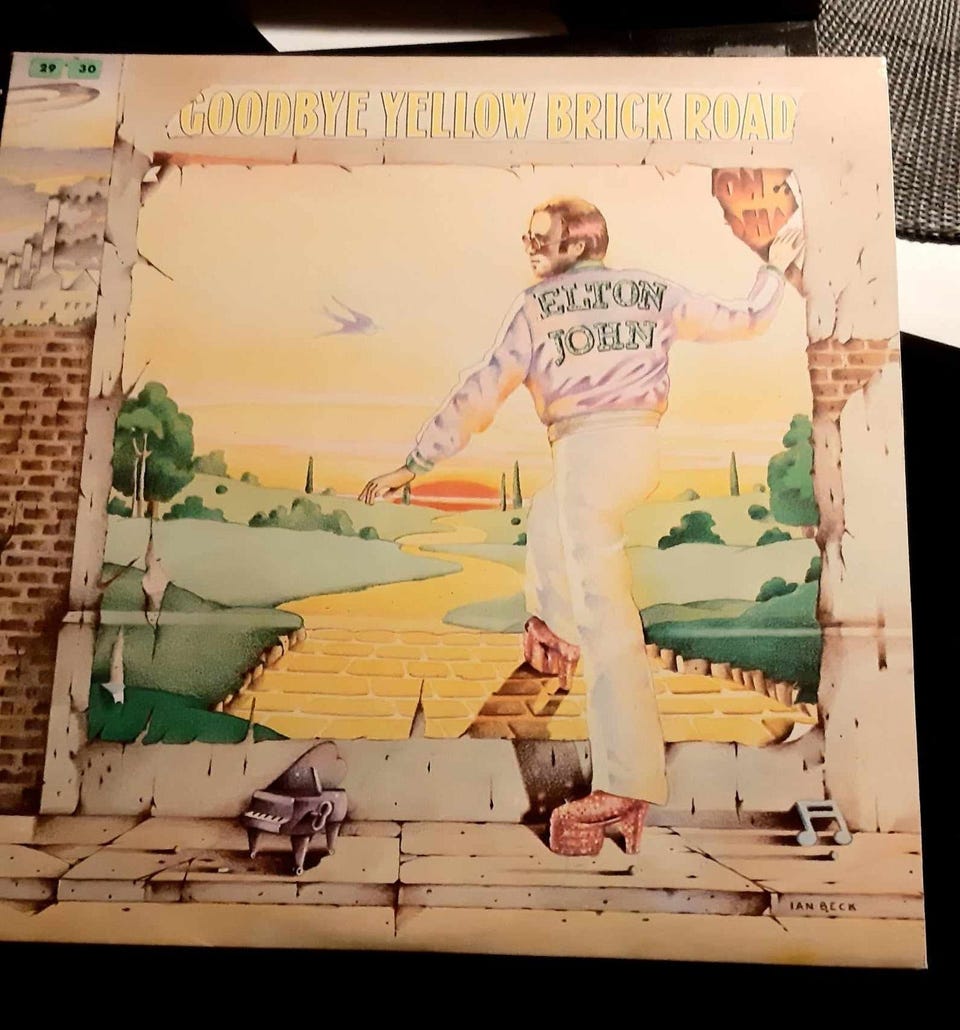 29 30
GOODBYE YELLOW BRICK ROAD
ELTON
JOHN
IAN BECK